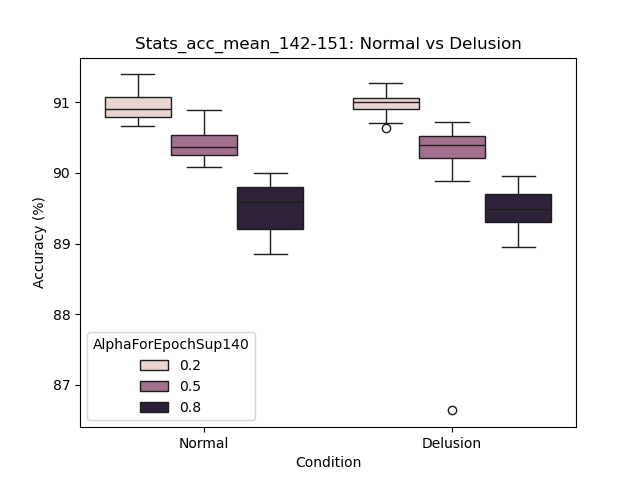 Stats_acc_mean_142-151: Normal vs Delusion
Accuracy (%)
91
90
89
88
87
AlphaForEpochSup140
0.2
0.5
0.8
Normal
Delusion
Condition